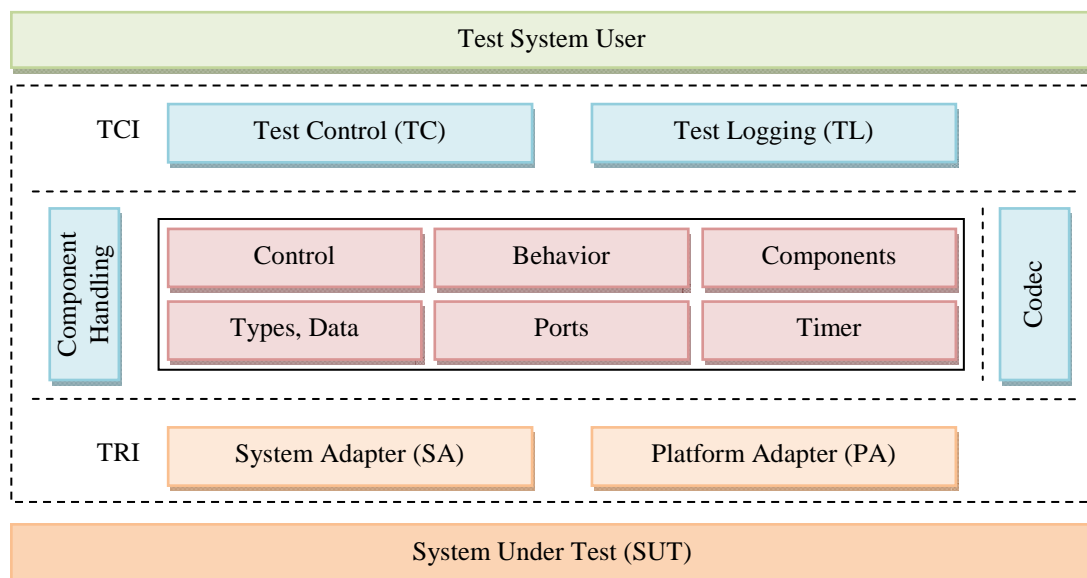 Test System User
TCI
Test Control (TC)
Test Logging (TL)
Component
Handling
Control
Behavior
Components
Types, Data
Ports
Timer
Codec
TRI
System Adapter (SA)
Platform Adapter (PA)
System Under Test (SUT)